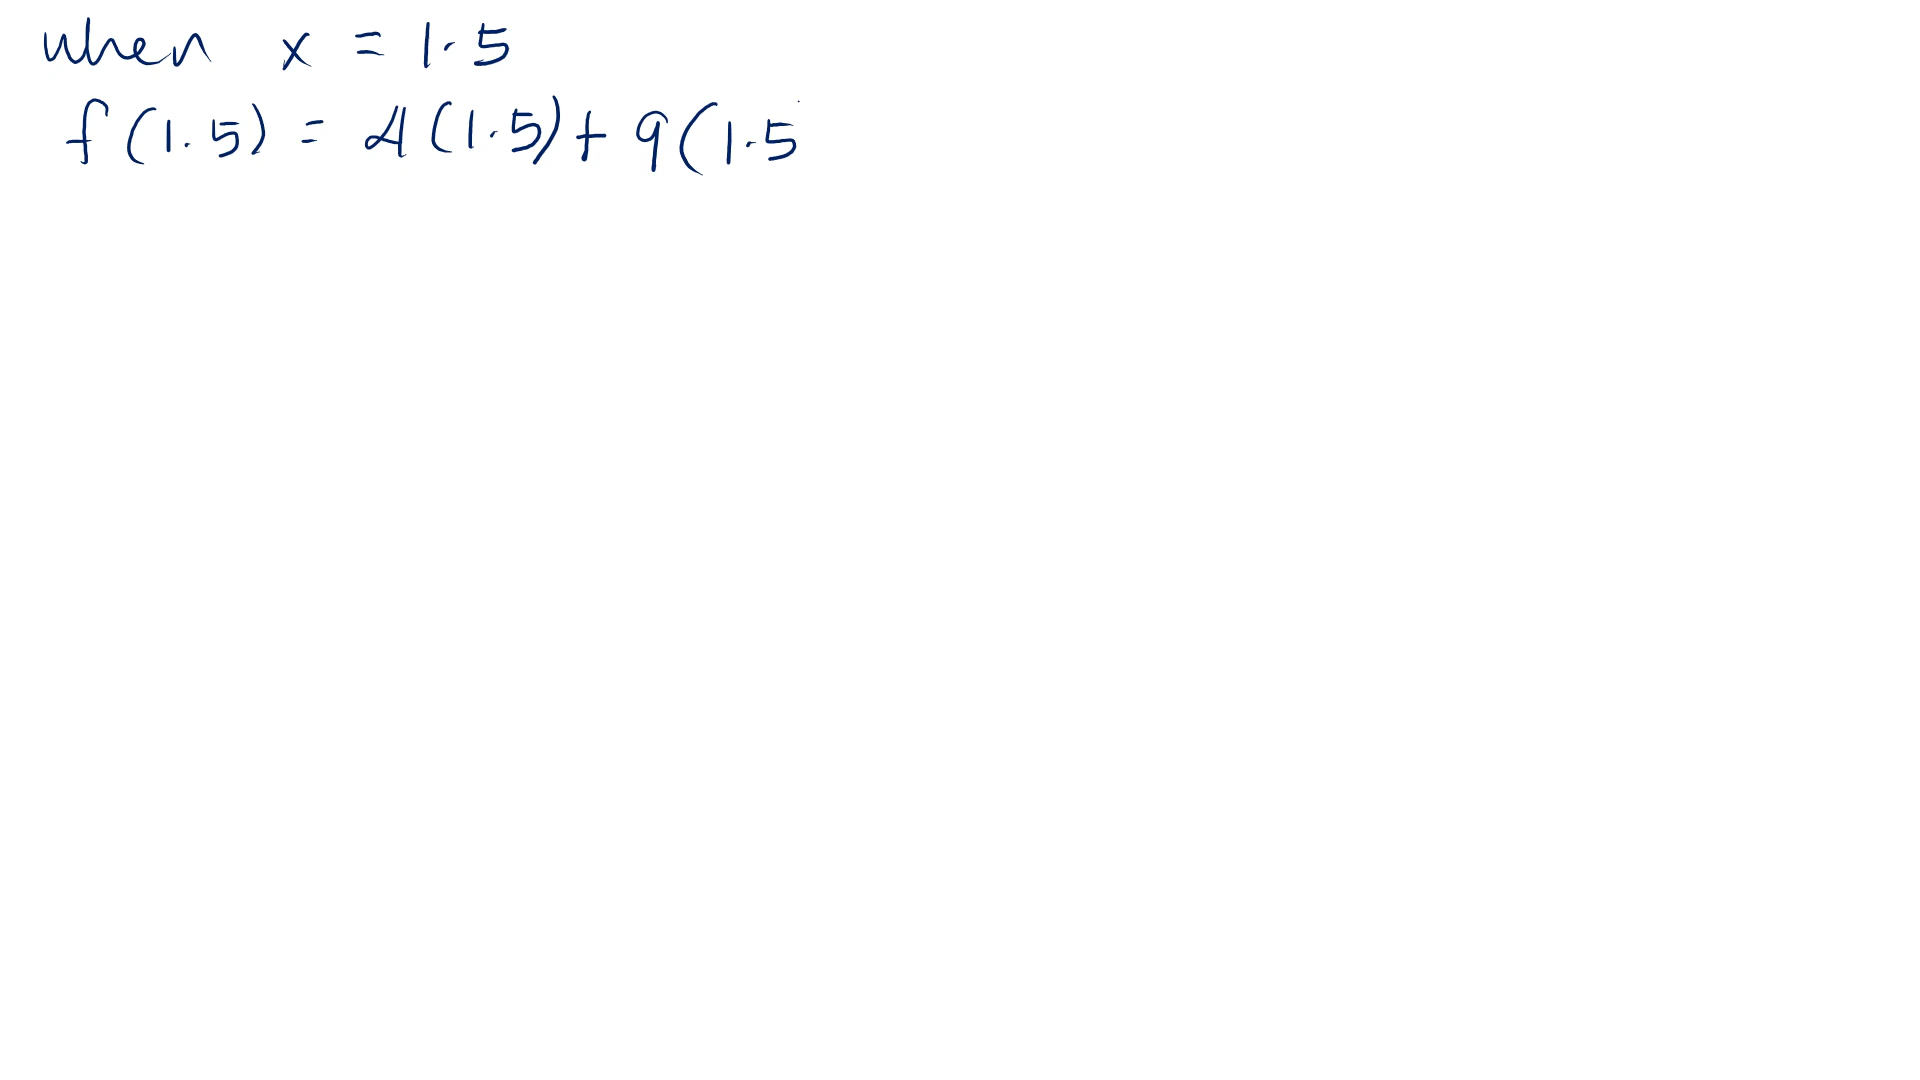 when x = 1.5
f(1.5) = 4(1.5)+ 9(1.5